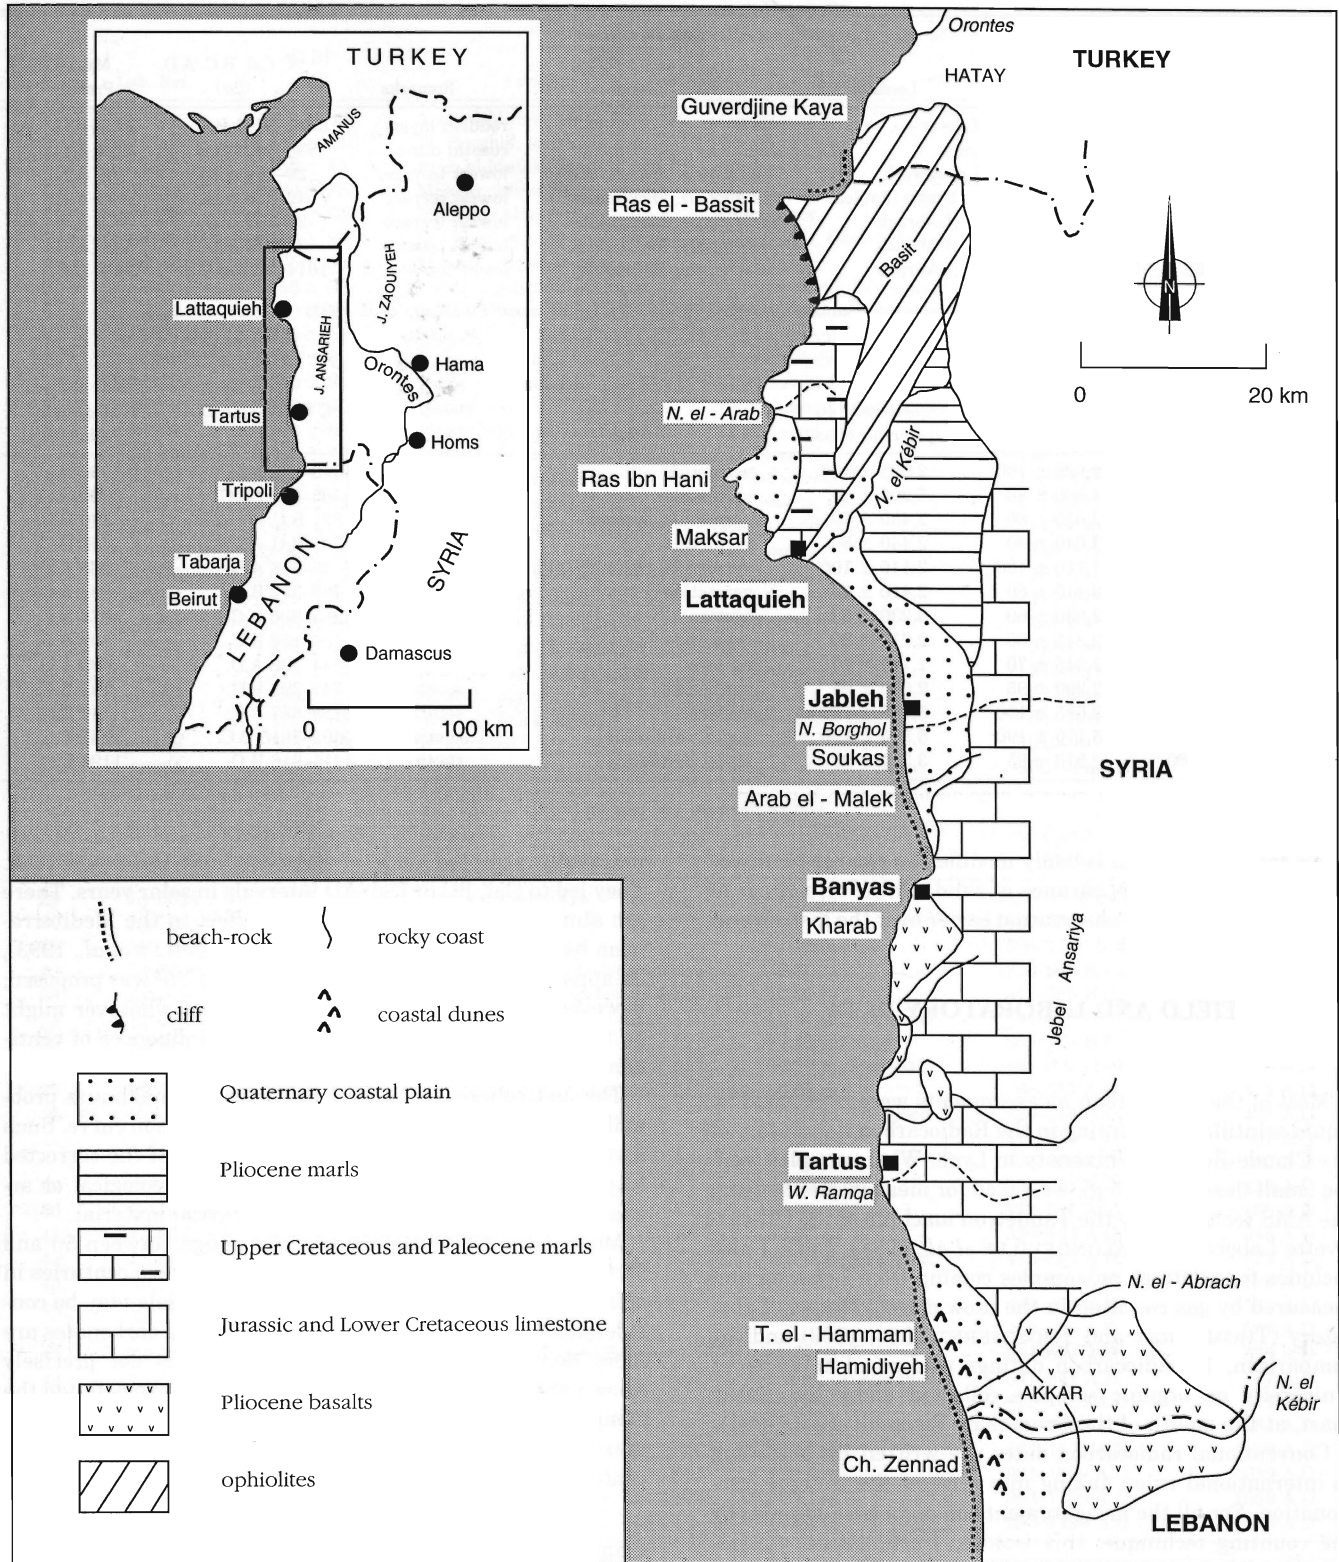 TURKEY
AMANUS
Aleppo
J. ZAOUIYEH
Lattaquieh
J. ANSARIEH
Orontes
Hama
Tartus
Homs
Tripoli
Tabarja
Beirut
LEBANON
SYRIA
Damascus
0
100 km
Orontes
HATAY
TURKEY
Guverdjine Kaya
Ras el - Bassit
Basit
N
0
20 km
N. el - Arab
N. el Kébir
Ras Ibn Hani
Maksar
Lattaquieh
Jableh
N. Borghol
Soukas
SYRIA
Arab el - Malek
Banyas
Kharab
Jebel Ansariya
Tartus
W. Ramqa
N. el - Abrach
T. el - Hammam
Hamidiyeh
AKKAR
N. el
Kébir
Ch. Zennad
LEBANON
beach-rock
rocky coast
cliff
coastal dunes
Quaternary coastal plain
Pliocene marls
Upper Cretaceous and Paleocene marls
Jurassic and Lower Cretaceous limestone
Pliocene basalts
ophiolites